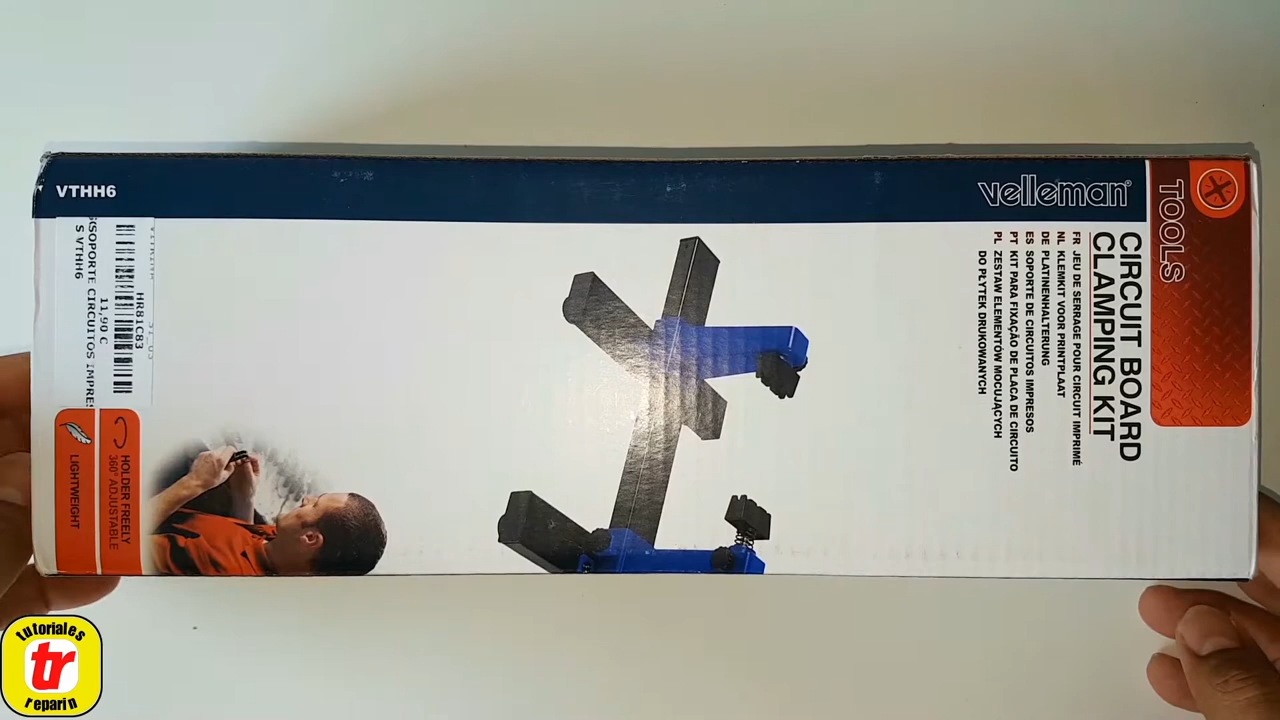 VTHH6
velleman®
TOOLS
CIRCUIT BOARD
CLAMPING KIT
FR JEU DE SERRAGE POUR CIRCUIT IMPRIMÉ
NL KLEMKIT VOOR PRINTPLAAT
DE PLATINENHALTERUNG
ES SOPORTE DE CIRCUITOS IMPRESOS
PT KIT PARA FIXAÇÃO DE PLACA DE CIRCUITO
PL ZESTAW ELEMENTÓW MOCUJĄCYCH
DO PŁYTEK DRUKOWANYCH
HR81C83
11,90 C
SOPORTE CIRCUITOS IMPRES
S VTHH6
HOLDER FREELY
360° ADJUSTABLE
LIGHTWEIGHT
tutoriales
tr
reparin